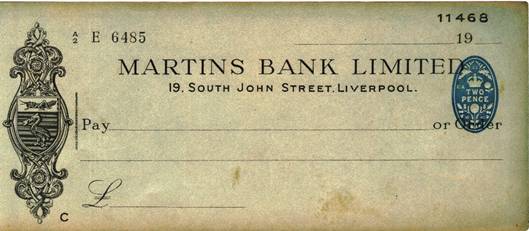 11468
A/2 E 6485
19
MARTINS BANK LIMITED
19, SOUTH JOHN STREET, LIVERPOOL.
TWO
PENCE
Pay or Order
£
C